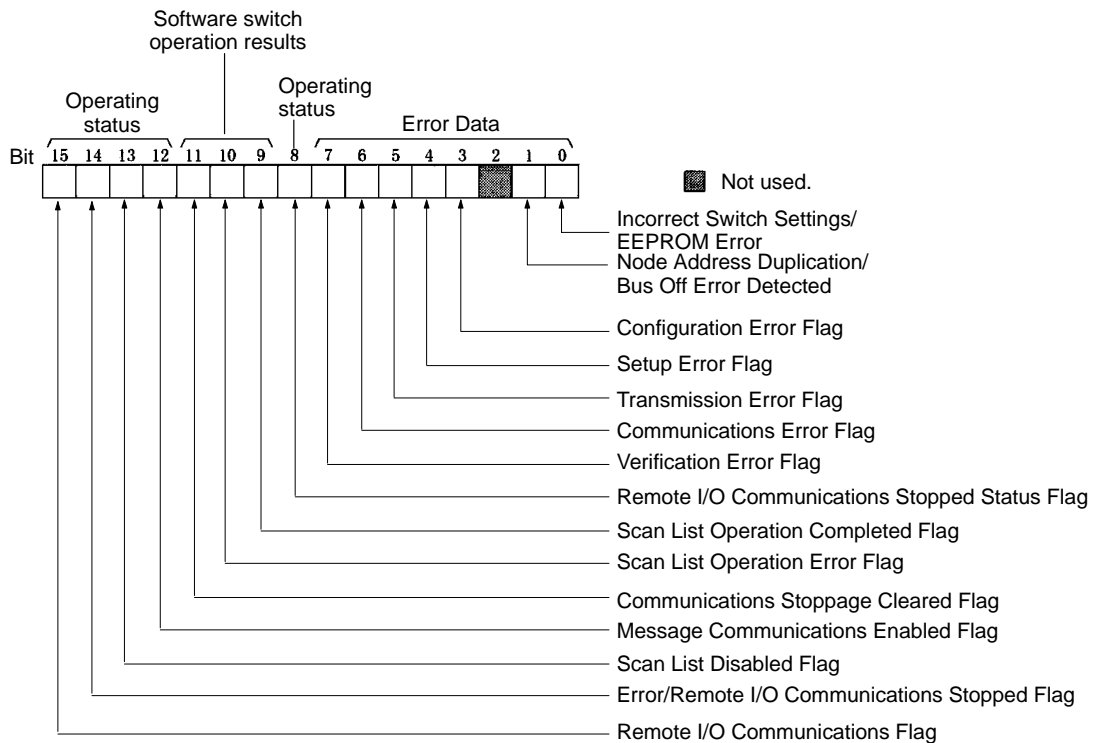 Software switch
operation results
Operating
status
Operating
status
Error Data
Bit 15 14 13 12 11 10 9 8 7 6 5 4 3 2 1 0
Not used.
Incorrect Switch Settings/
EEPROM Error
Node Address Duplication/
Bus Off Error Detected
Configuration Error Flag
Setup Error Flag
Transmission Error Flag
Communications Error Flag
Verification Error Flag
Remote I/O Communications Stopped Status Flag
Scan List Operation Completed Flag
Scan List Operation Error Flag
Communications Stoppage Cleared Flag
Message Communications Enabled Flag
Scan List Disabled Flag
Error/Remote I/O Communications Stopped Flag
Remote I/O Communications Flag